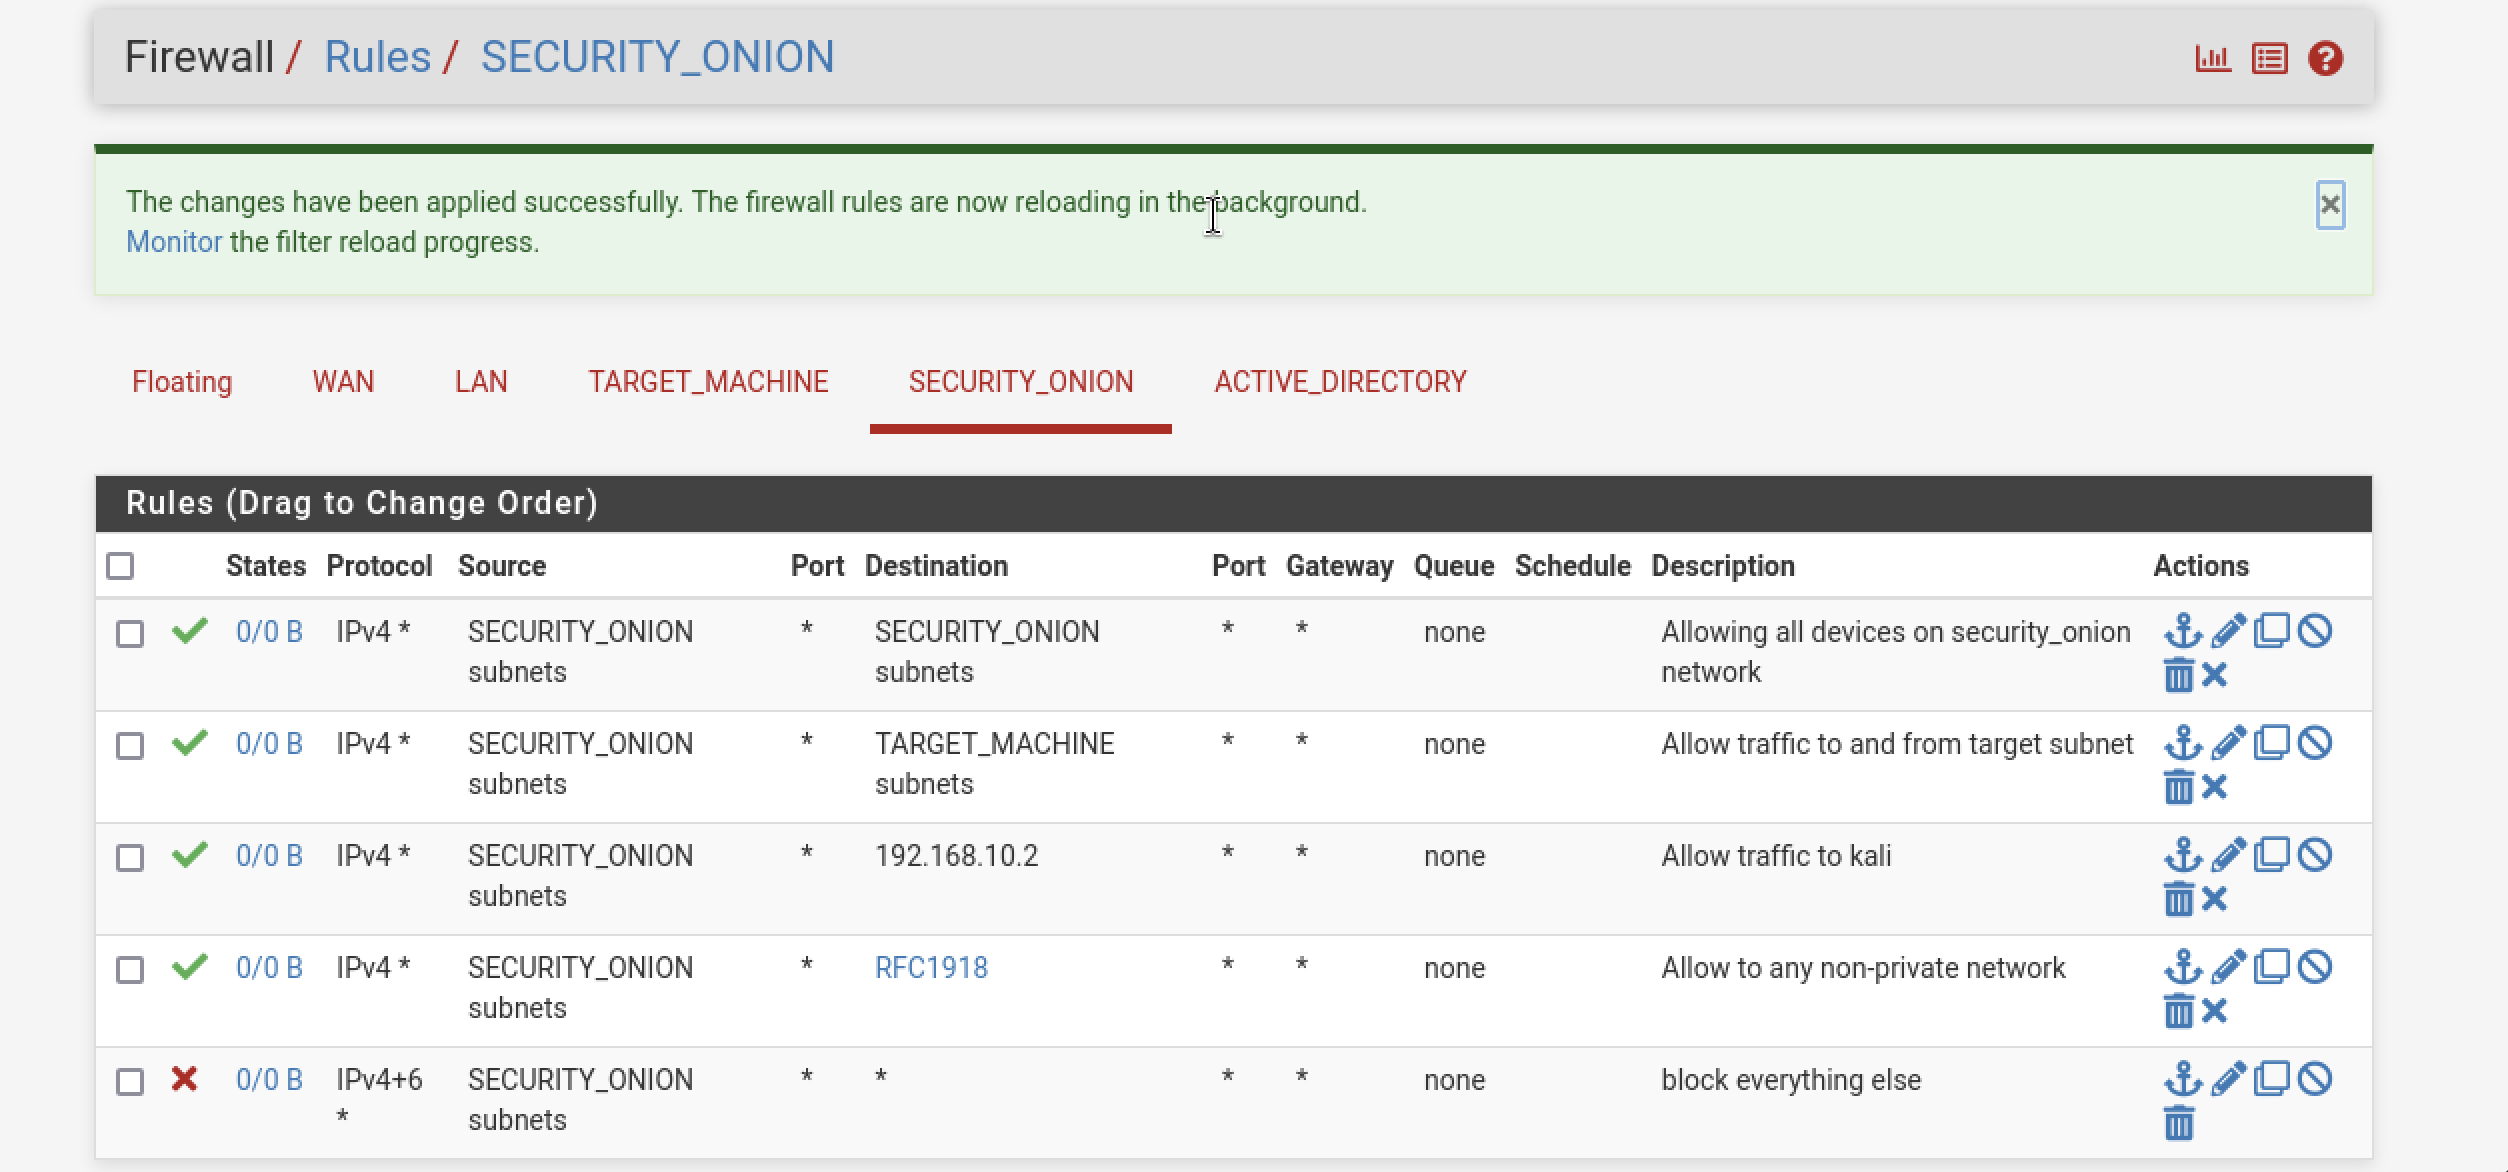 Firewall / Rules / SECURITY_ONION
The changes have been applied successfully. The firewall rules are now reloading in the background.
Monitor the filter reload progress.
Floating WAN LAN TARGET_MACHINE SECURITY_ONION ACTIVE_DIRECTORY
Rules (Drag to Change Order)
States Protocol Source Port Destination Port Gateway Queue Schedule Description Actions
0/0 B IPv4 * SECURITY_ONION subnets * SECURITY_ONION subnets * * none Allowing all devices on security_onion network
0/0 B IPv4 * SECURITY_ONION subnets * TARGET_MACHINE subnets * * none Allow traffic to and from target subnet
0/0 B IPv4 * SECURITY_ONION subnets * 192.168.10.2 * * none Allow traffic to kali
0/0 B IPv4 * SECURITY_ONION subnets * RFC1918 * * none Allow to any non-private network
0/0 B IPv4+6 * SECURITY_ONION subnets * * * * none block everything else